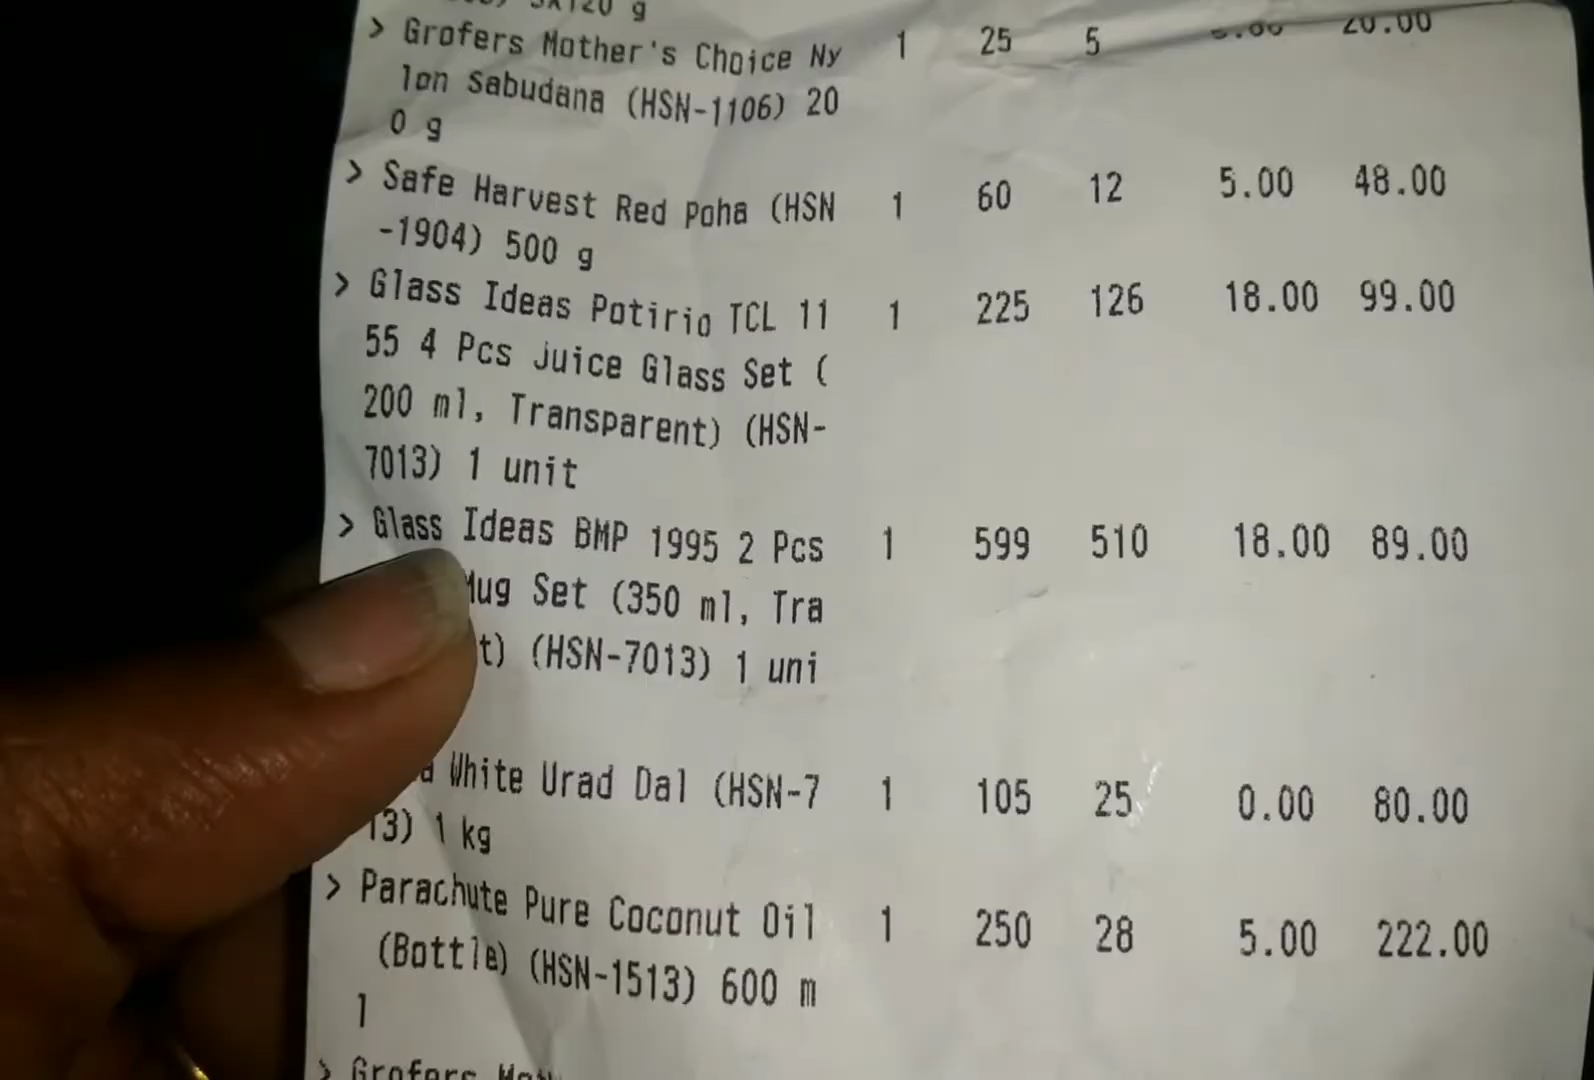 3X120 g
> Grofers Mother's Choice Ny 1 25 5 20.00
lon Sabudana (HSN-1106) 20
0 g
> Safe Harvest Red Poha (HSN 1 60 12 5.00 48.00
-1904) 500 g
> Glass Ideas Potirio TCL 11 1 225 126 18.00 99.00
55 4 Pcs Juice Glass Set (
200 ml, Transparent) (HSN-
7013) 1 unit
> Glass Ideas BMP 1995 2 Pcs 1 599 510 18.00 89.00
Mug Set (350 ml, Tra
t) (HSN-7013) 1 uni
White Urad Dal (HSN-7 1 105 25 0.00 80.00
13) 1 kg
> Parachute Pure Coconut Oil 1 250 28 5.00 222.00
(Bottle) (HSN-1513) 600 m
l
> Grofers